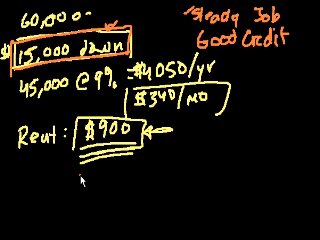 60,000-
$15,000 down
45,000 @ 9% = $4050/yr
$340/mo
Rent: $900
steady Job
Good Credit